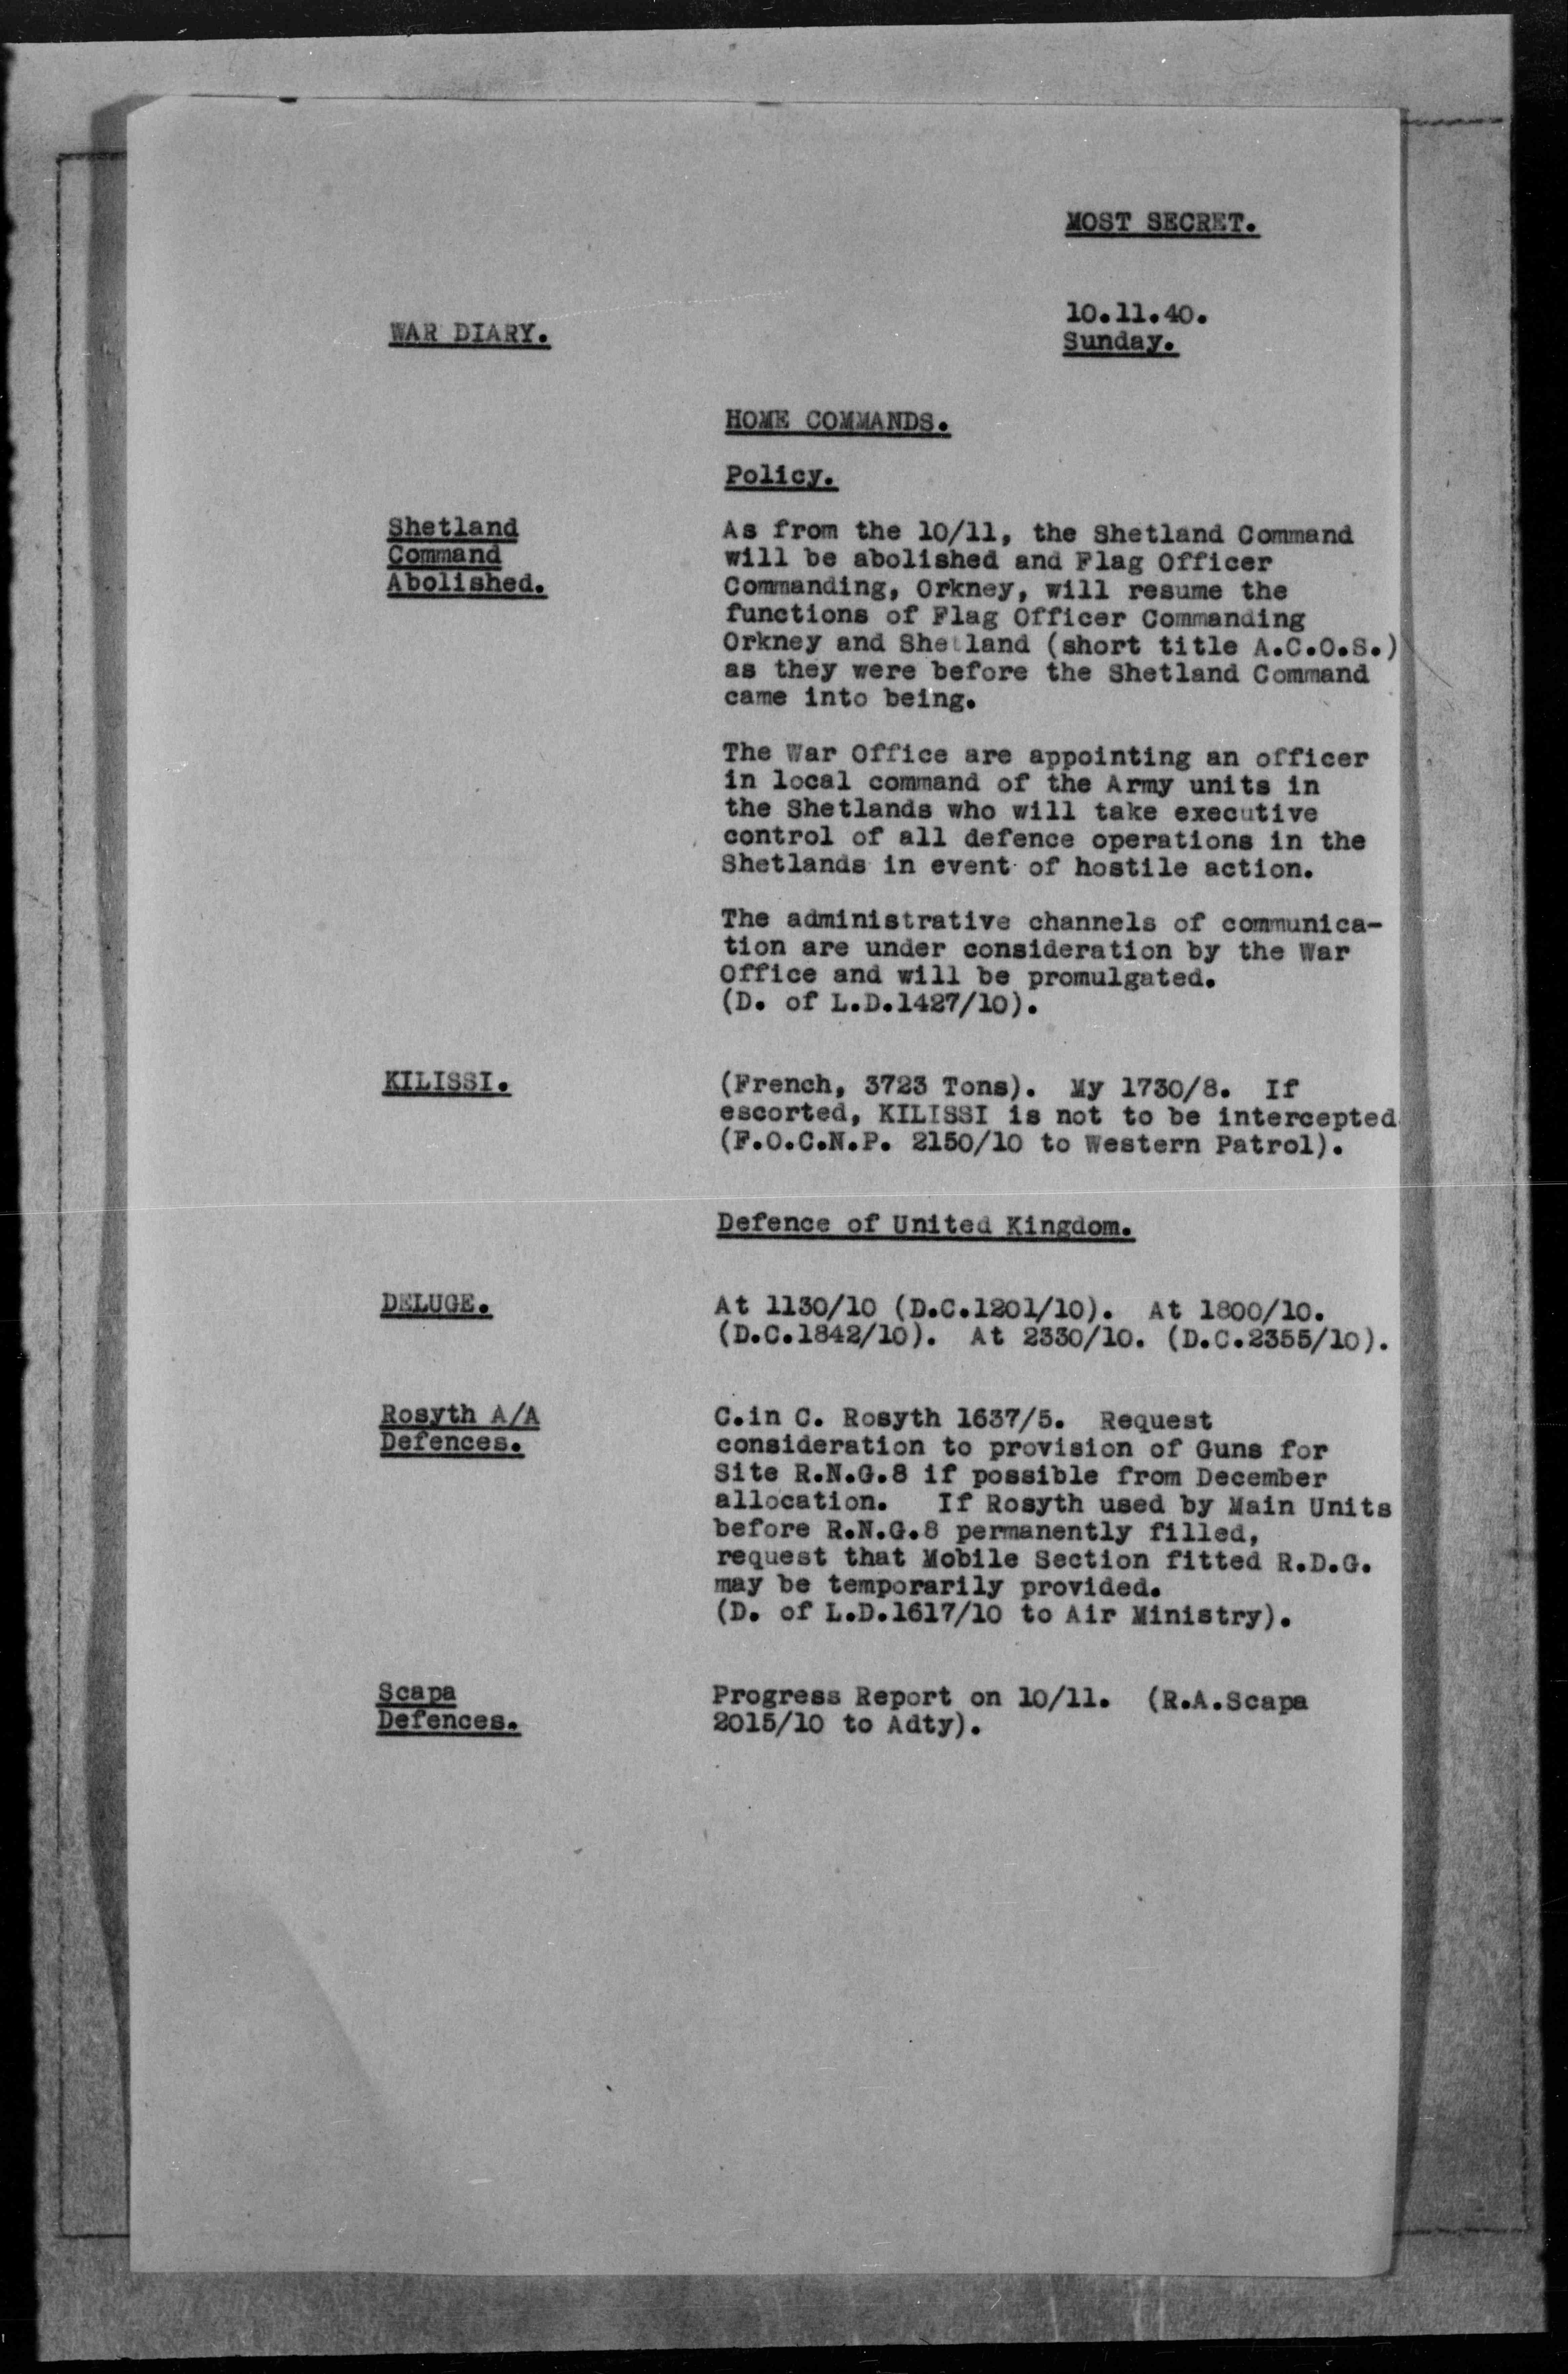 MOST SECRET.
WAR DIARY.
10.11.40.
Sunday.
HOME COMMANDS.
Policy.
Shetland
Command
Abolished.
As from the 10/11, the Shetland Command
will be abolished and Flag Officer
Commanding, Orkney, will resume the
functions of Flag Officer Commanding
Orkney and Shetland (short title A.C.O.S.)
as they were before the Shetland Command
came into being.
The War Office are appointing an officer
in local command of the Army units in
the Shetlands who will take executive
control of all defence operations in the
Shetlands in event of hostile action.
The administrative channels of communica-
tion are under consideration by the War
Office and will be promulgated.
(D. of L.D.1427/10).
KILISSI.
(French, 3723 Tons). My 1730/8. If
escorted, KILISSI is not to be intercepted
(F.O.C.N.P. 2150/10 to Western Patrol).
Defence of United Kingdom.
DELUGE.
At 1130/10 (D.C.1201/10). At 1800/10.
(D.C.1842/10). At 2330/10. (D.C.2355/10).
Rosyth A/A
Defences.
C.in C. Rosyth 1637/5. Request
consideration to provision of Guns for
Site R.N.G.8 if possible from December
allocation. If Rosyth used by Main Units
before R.N.G.8 permanently filled,
request that Mobile Section fitted R.D.G.
may be temporarily provided.
(D. of L.D.1617/10 to Air Ministry).
Scapa
Defences.
Progress Report on 10/11. (R.A.Scapa
2015/10 to Adty).